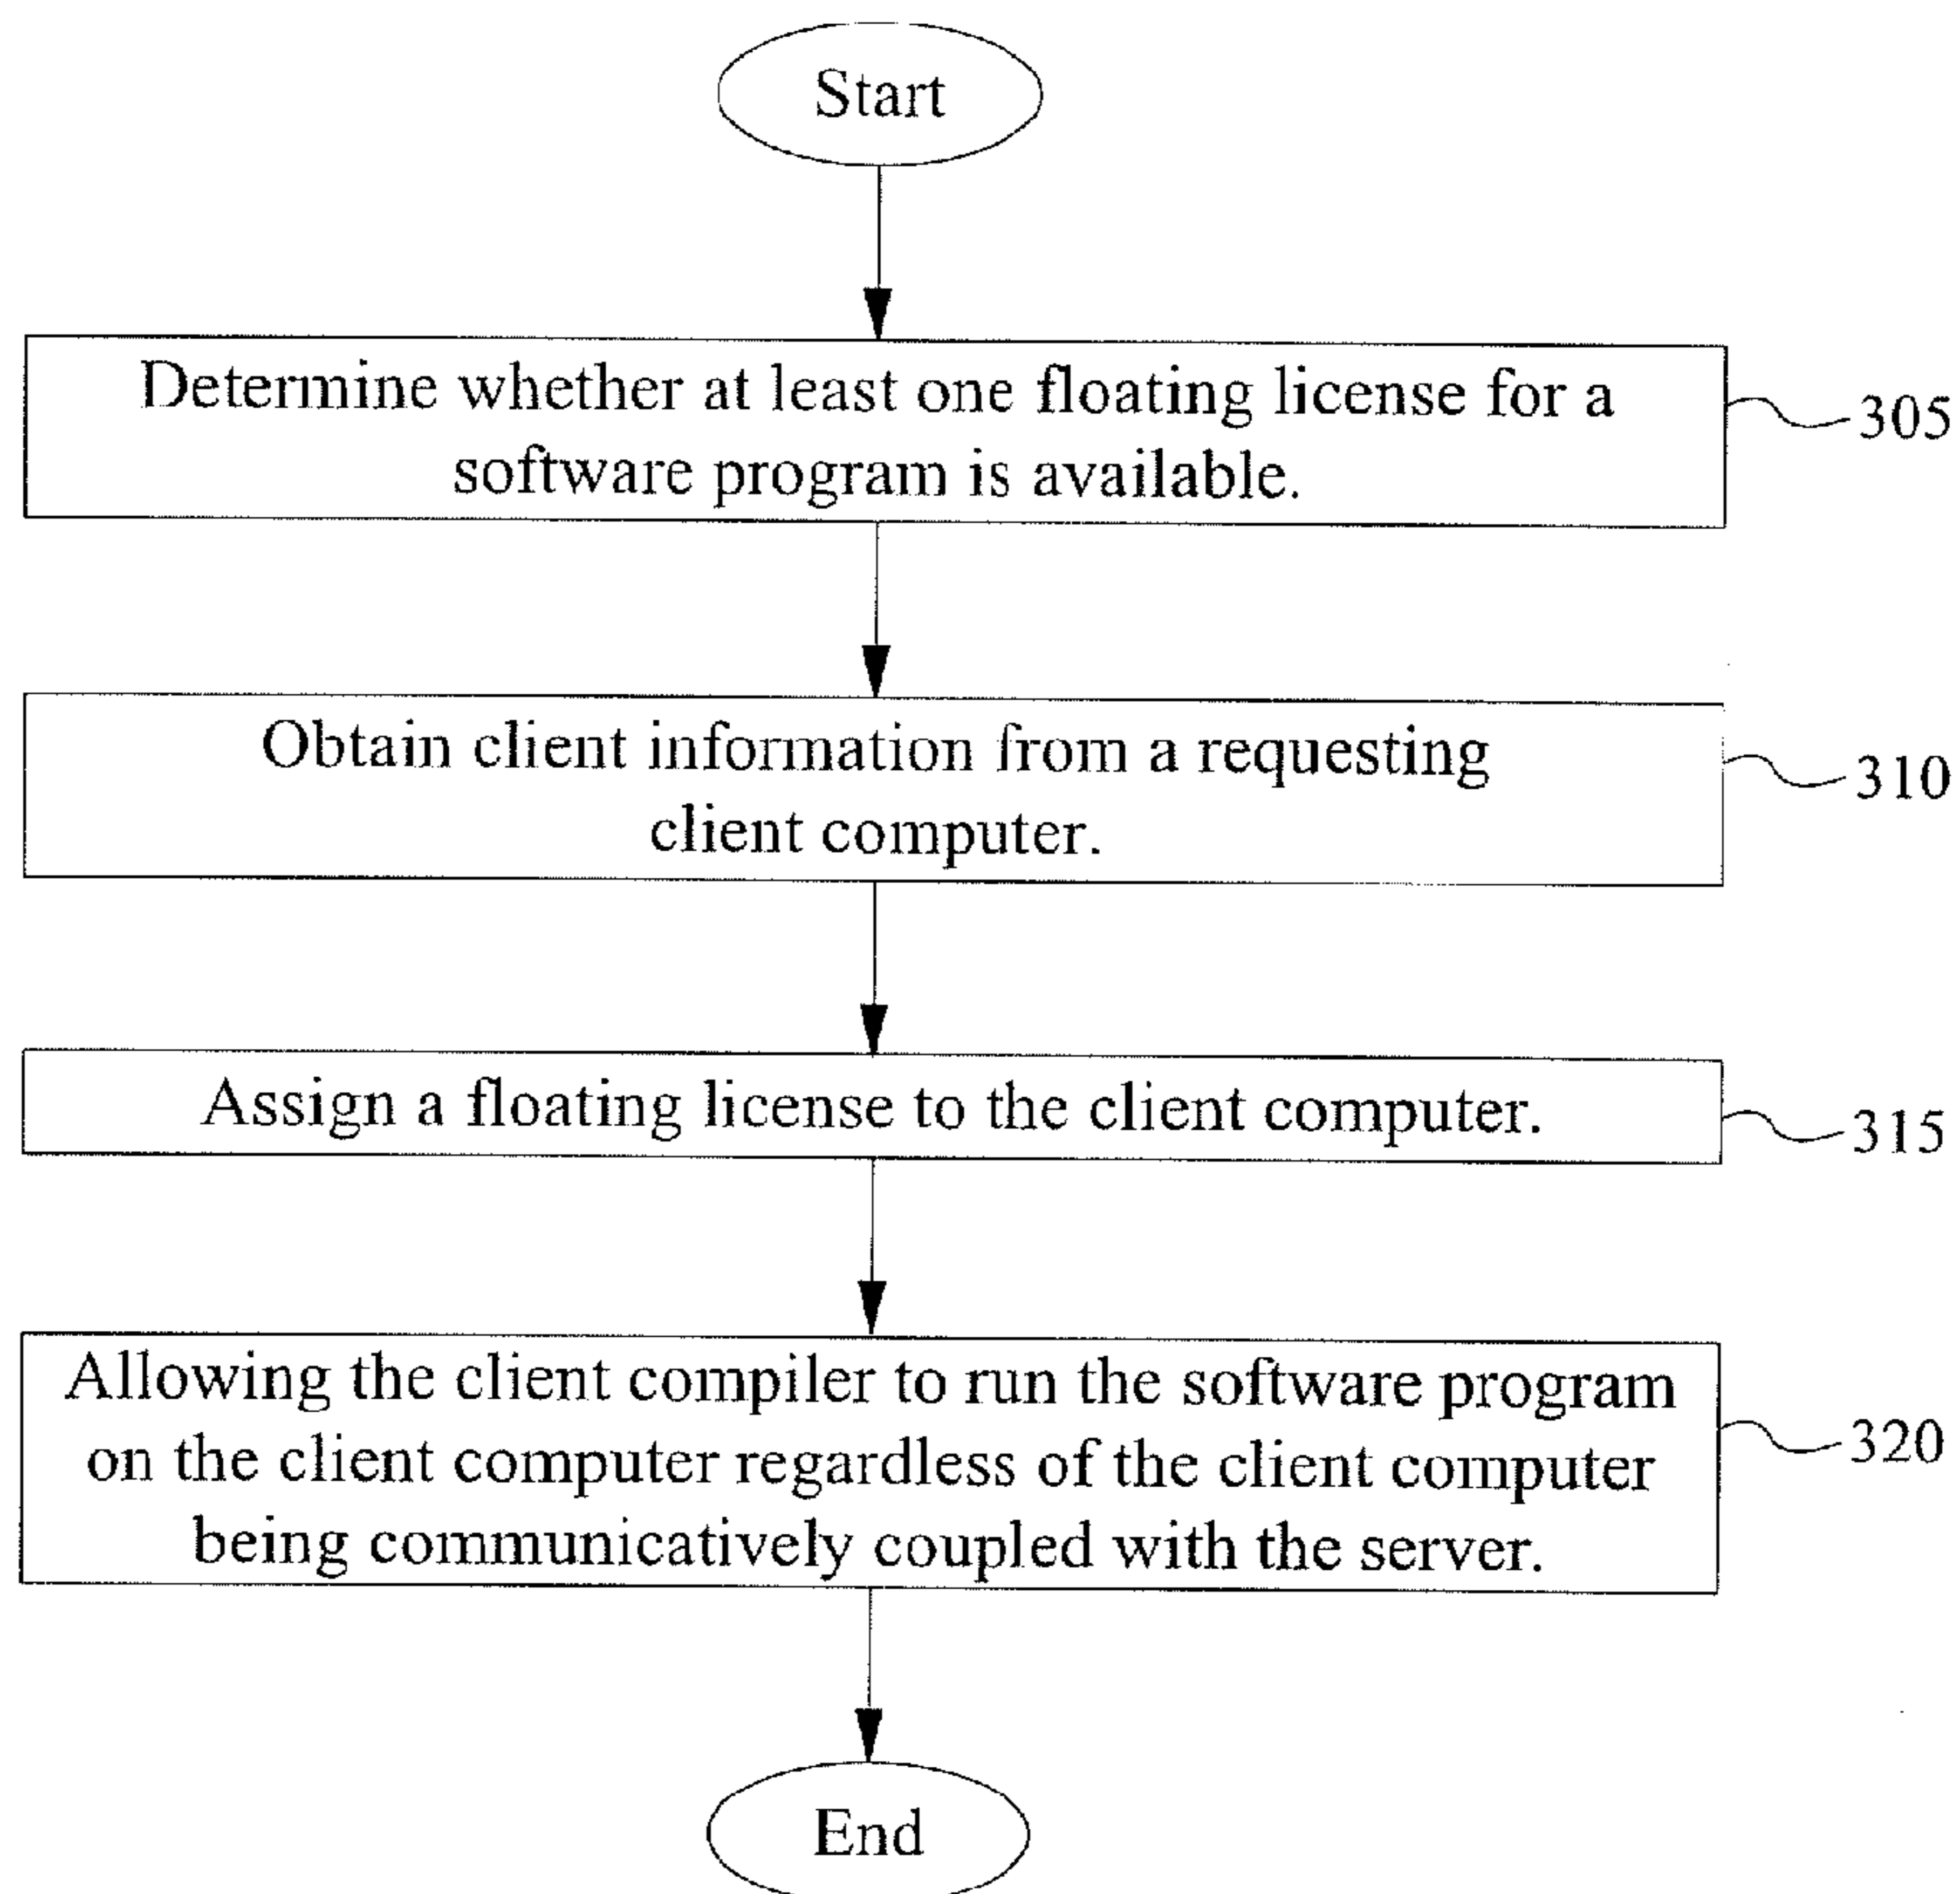 Start
Determine whether at least one floating license for a
software program is available.
305
Obtain client information from a requesting
client computer.
310
Assign a floating license to the client computer.
315
Allowing the client compiler to run the software program
on the client computer regardless of the client computer
being communicatively coupled with the server.
320
End